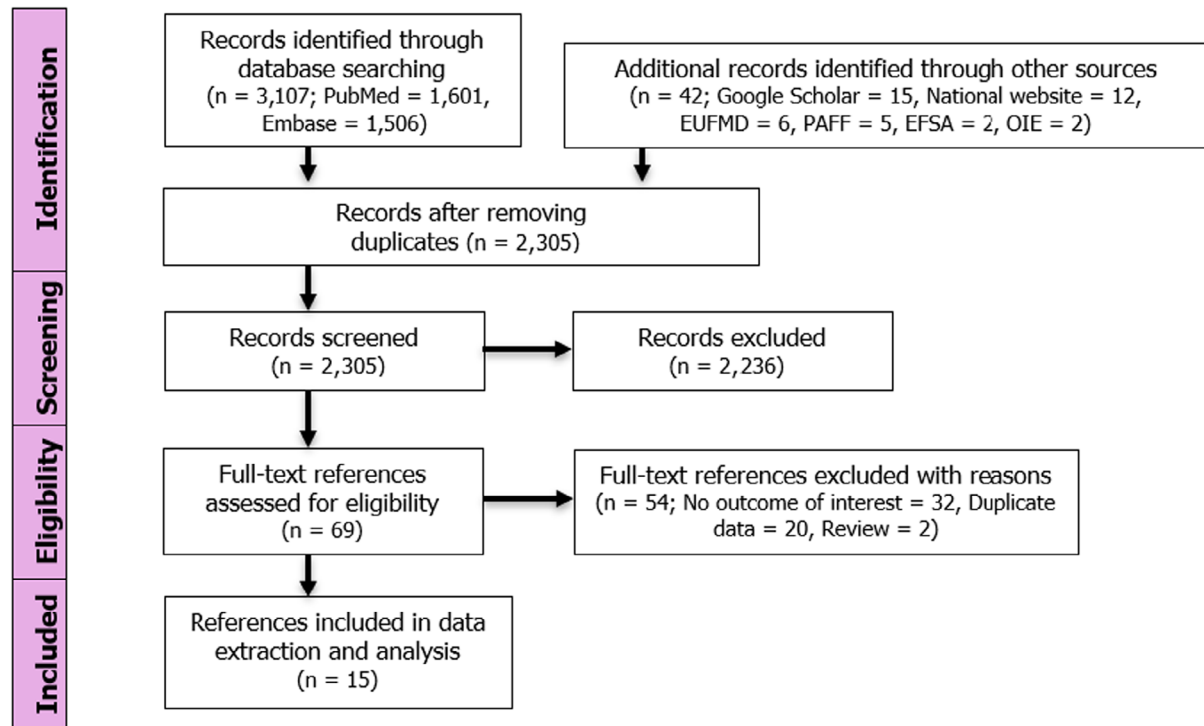 Identification
Records identified through
database searching
(n = 3,107; PubMed = 1,601,
Embase = 1,506)
Additional records identified through other sources
(n = 42; Google Scholar = 15, National website = 12,
EUFMD = 6, PAFF = 5, EFSA = 2, OIE = 2)
Records after removing
duplicates (n = 2,305)
Screening
Records screened
(n = 2,305)
Records excluded
(n = 2,236)
Eligibility
Full-text references
assessed for eligibility
(n = 69)
Full-text references excluded with reasons
(n = 54; No outcome of interest = 32, Duplicate
data = 20, Review = 2)
Included
References included in data
extraction and analysis
(n = 15)